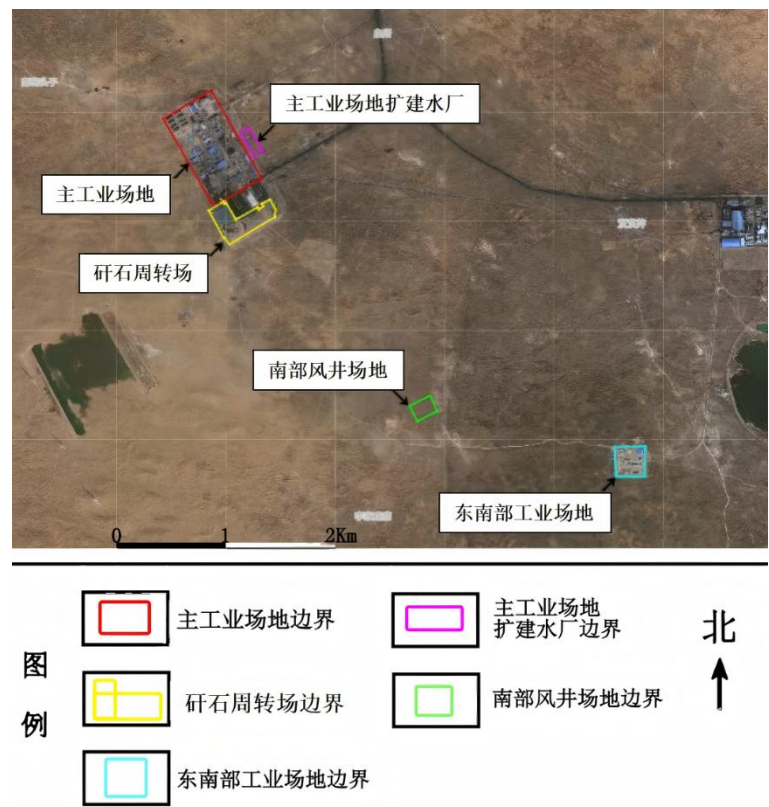 主工业场地扩建水厂
主工业场地
矸石周转场
南部风井场地
东南部工业场地
0 1 2Km
图例
主工业场地边界
主工业场地
扩建水厂边界
北
矸石周转场边界
南部风井场地边界
东南部工业场地边界